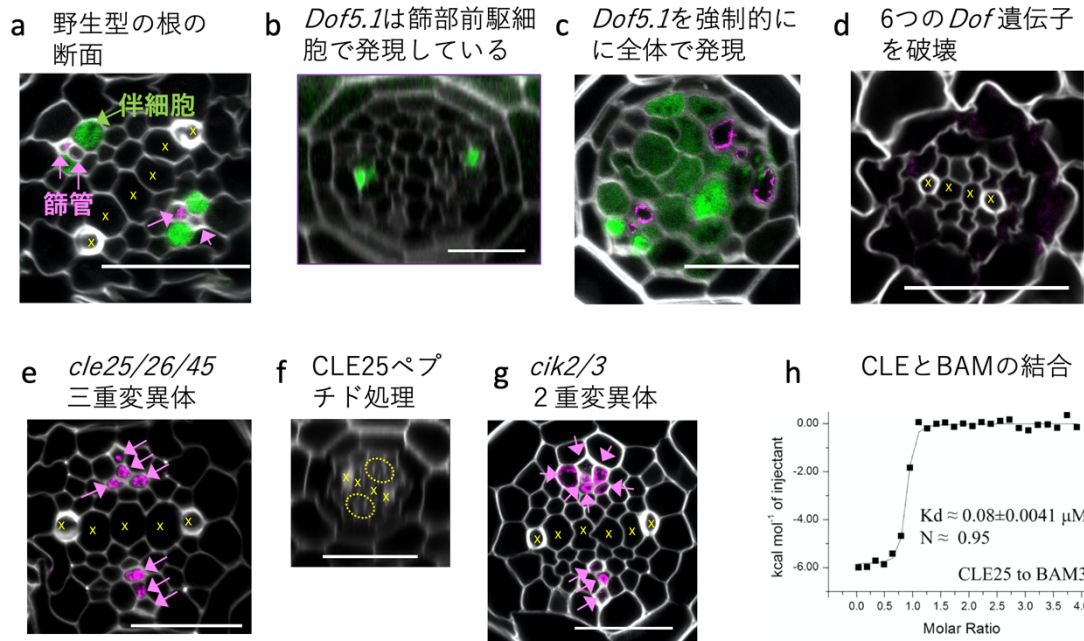 a 野生型の根の
断面
b Dof5.1は篩部前駆細
胞で発現している
c Dof5.1を強制的に
に全体で発現
d 6つのDof 遺伝子
を破壊
伴細胞
篩管
x
x
x
x
x
x
x
x
x
e cle25/26/45
三重変異体
f CLE25ペプ
チド処理
g cik2/3
２重変異体
h CLEとBAMの結合
x
x
x
x
x
x
x
x
x
x
x
x
x
x
kcal mol⁻¹ of injectant
0.00
-2.00
-4.00
-6.00
Kd ≈ 0.08±0.0041 μM
N ≈ 0.95
CLE25 to BAM3
0.0 0.5 1.0 1.5 2.0 2.5 3.0 3.5 4.0
Molar Ratio